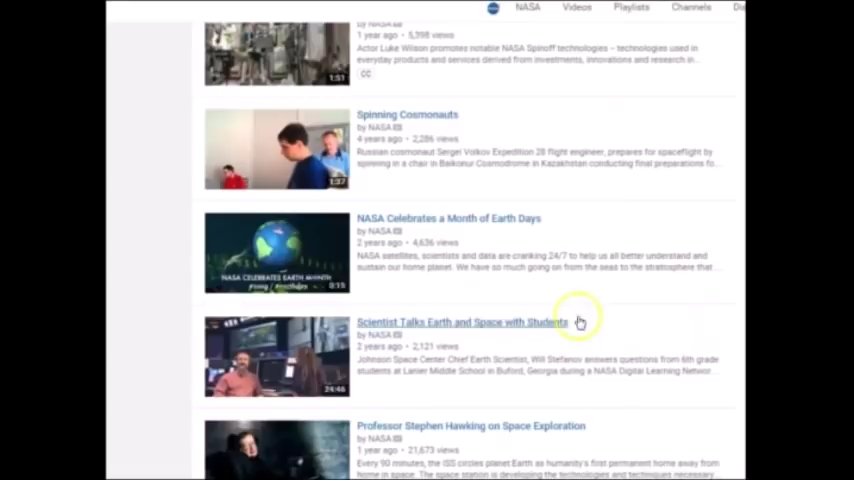 NASA Videos Playlists Channels
by NASA
1 year ago • 5,398 views
Actor Luke Wilson promotes notable NASA Spinoff technologies – technologies used in
everyday products and services derived from investments, innovations and research in...
CC
1:51
Spinning Cosmonauts
by NASA
4 years ago • 2,286 views
Russian cosmonaut Sergei Volkov Expedition 28 flight engineer, prepares for spaceflight by
spinning in a chair in Baikonur Cosmodrome in Kazakhstan conducting final preparations fo...
1:37
NASA Celebrates a Month of Earth Days
by NASA
2 years ago • 4,636 views
NASA satellites, scientists and data are cranking 24/7 to help us all better understand and
sustain our home planet. We have so much going on from the seas to the stratosphere that ...
NASA CELEBRATES EARTH MONTH
0:15
Scientist Talks Earth and Space with Students
by NASA
2 years ago • 2,121 views
Johnson Space Center Chief Earth Scientist, Will Stefanov answers questions from 6th grade
students at Lanier Middle School in Buford, Georgia during a NASA Digital Learning Networ...
24:46
Professor Stephen Hawking on Space Exploration
by NASA
1 year ago • 21,673 views
Every 90 minutes, the ISS circles planet Earth as humanity's first permanent home away from
home in space. The space station is developing the technologies and techniques necessary